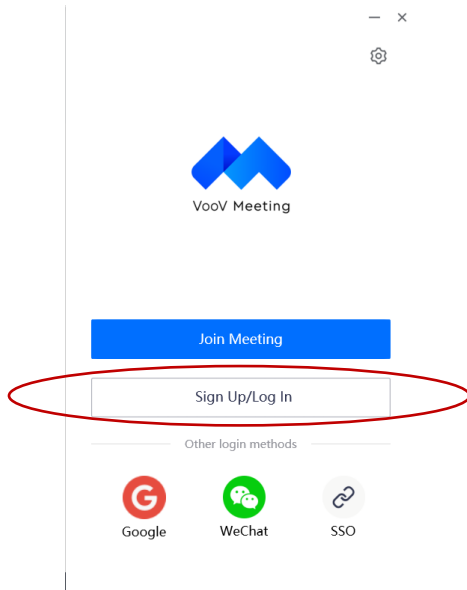 VooV Meeting
Join Meeting
Sign Up/Log In
Other login methods
Google
WeChat
SSO